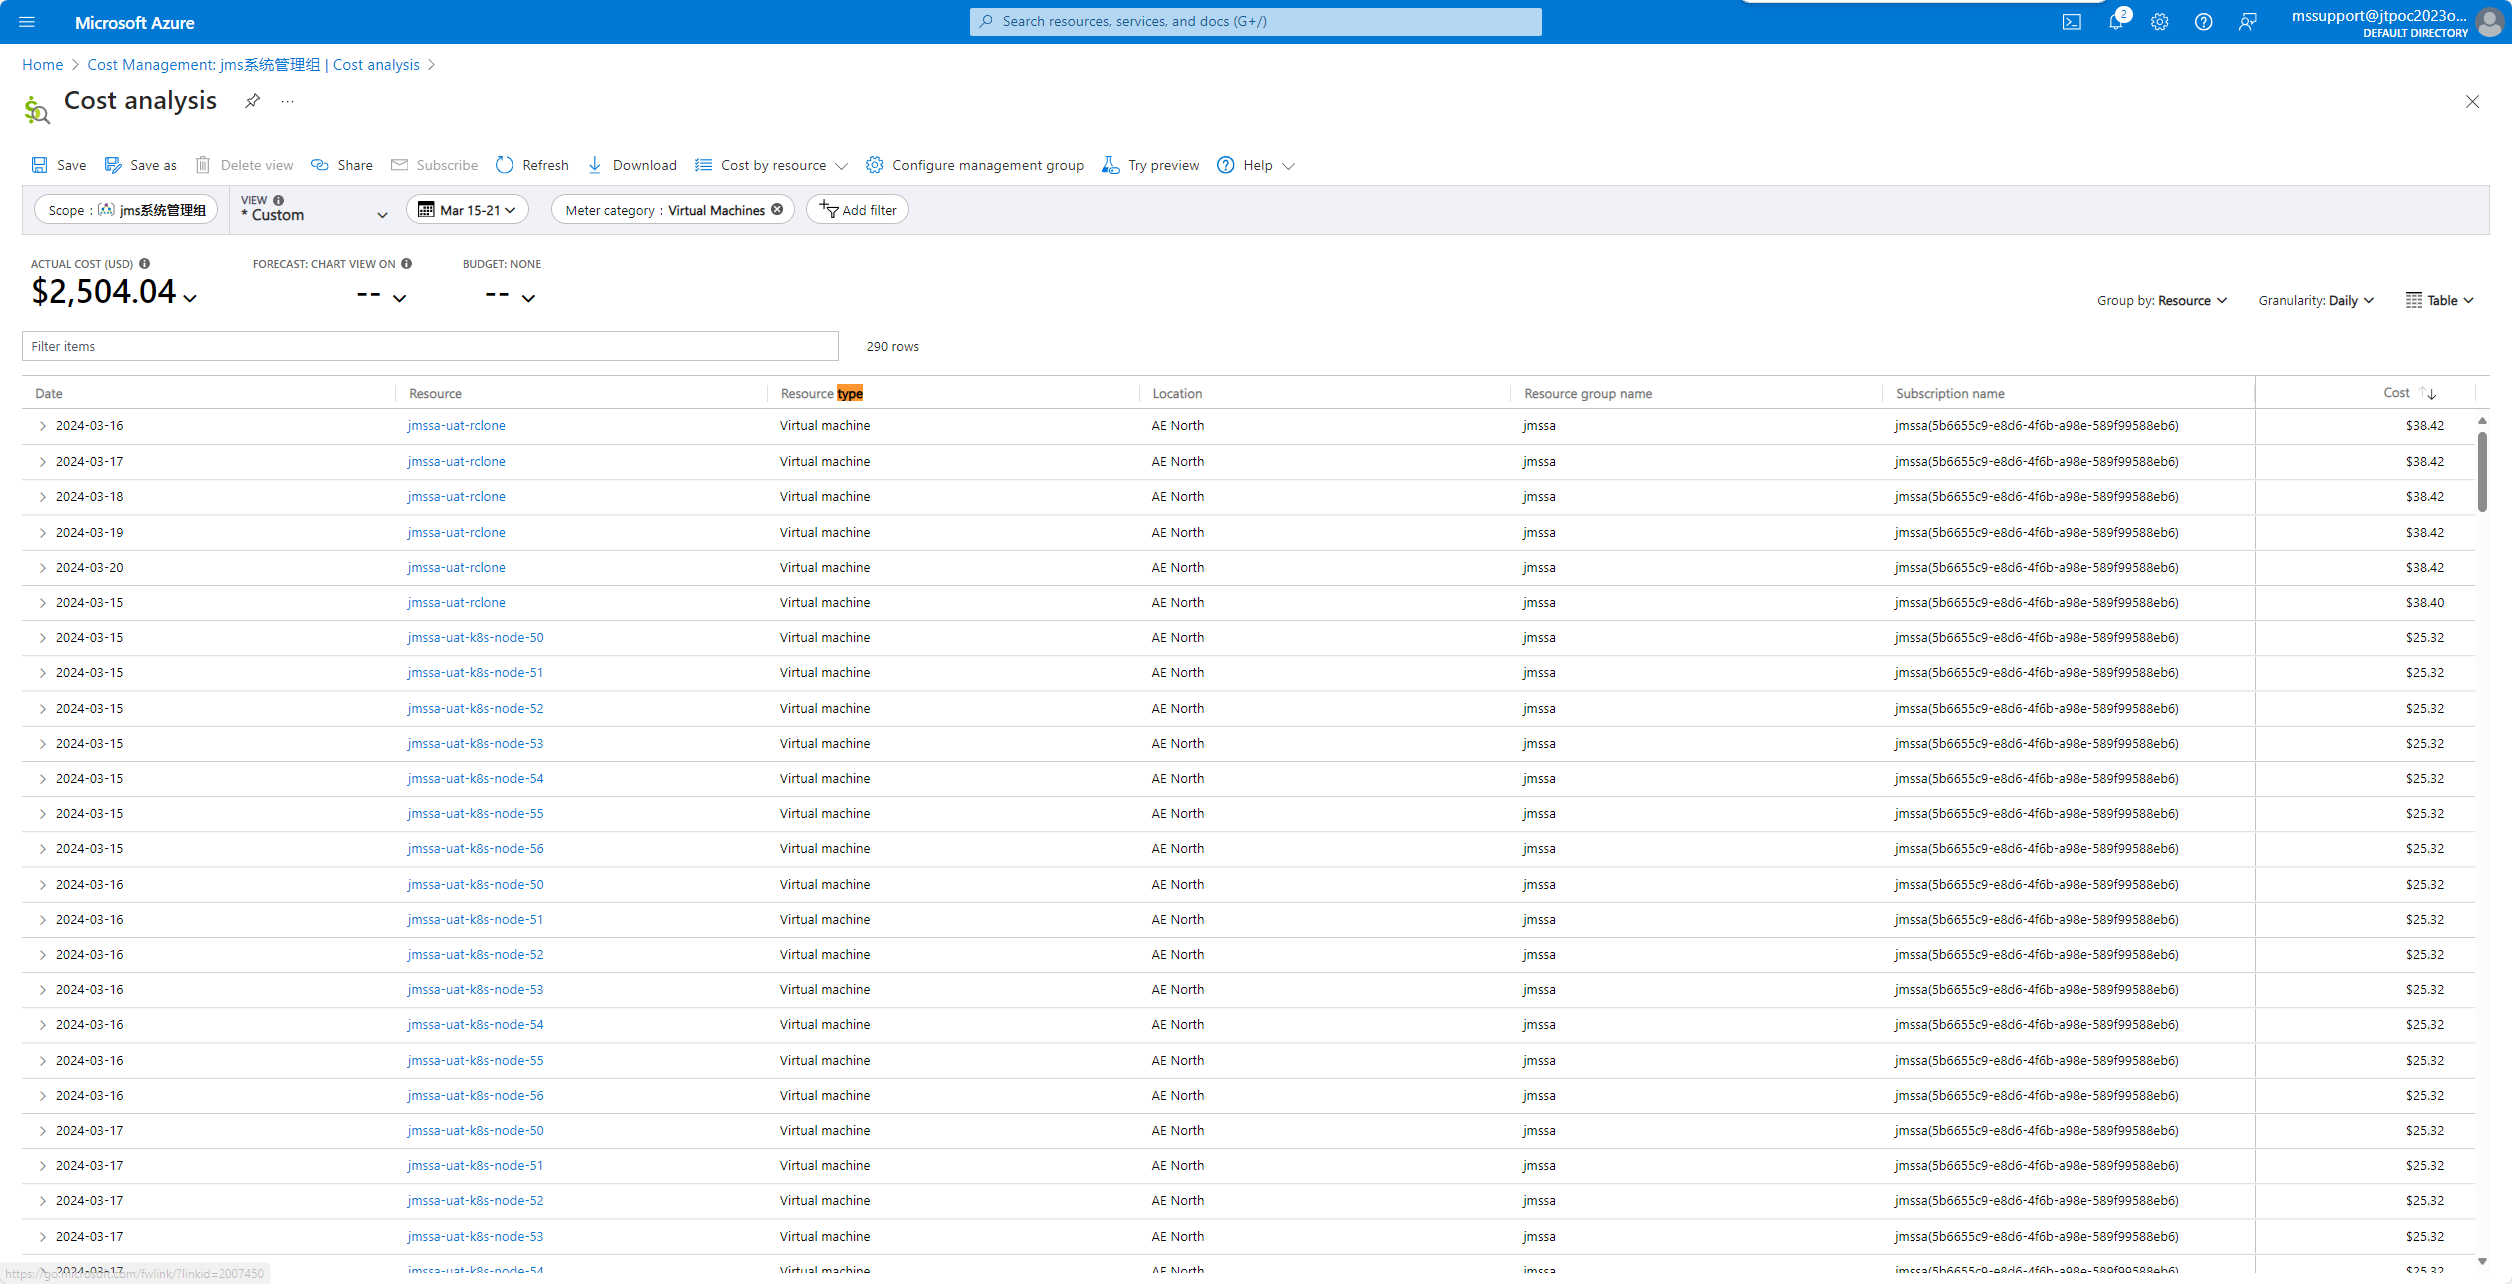 Microsoft Azure
Search resources, services, and docs (G+/)
2
mssupport@jtpoc2023o...
DEFAULT DIRECTORY
Home > Cost Management: jms系统管理组 | Cost analysis >
Cost analysis
Save Save as Delete view Share Subscribe Refresh Download Cost by resource Configure management group Try preview Help
Scope : jms系统管理组
VIEW
* Custom
Mar 15-21
Meter category : Virtual Machines
Add filter
ACTUAL COST (USD)
$2,504.04
FORECAST: CHART VIEW ON
--
BUDGET: NONE
--
Group by: Resource
Granularity: Daily
Table
Filter items
290 rows
Date Resource Resource type Location Resource group name Subscription name Cost
2024-03-16 jmssa-uat-rclone Virtual machine AE North jmssa jmssa(5b6655c9-e8d6-4f6b-a98e-589f99588eb6) $38.42
2024-03-17 jmssa-uat-rclone Virtual machine AE North jmssa jmssa(5b6655c9-e8d6-4f6b-a98e-589f99588eb6) $38.42
2024-03-18 jmssa-uat-rclone Virtual machine AE North jmssa jmssa(5b6655c9-e8d6-4f6b-a98e-589f99588eb6) $38.42
2024-03-19 jmssa-uat-rclone Virtual machine AE North jmssa jmssa(5b6655c9-e8d6-4f6b-a98e-589f99588eb6) $38.42
2024-03-20 jmssa-uat-rclone Virtual machine AE North jmssa jmssa(5b6655c9-e8d6-4f6b-a98e-589f99588eb6) $38.42
2024-03-15 jmssa-uat-rclone Virtual machine AE North jmssa jmssa(5b6655c9-e8d6-4f6b-a98e-589f99588eb6) $38.40
2024-03-15 jmssa-uat-k8s-node-50 Virtual machine AE North jmssa jmssa(5b6655c9-e8d6-4f6b-a98e-589f99588eb6) $25.32
2024-03-15 jmssa-uat-k8s-node-51 Virtual machine AE North jmssa jmssa(5b6655c9-e8d6-4f6b-a98e-589f99588eb6) $25.32
2024-03-15 jmssa-uat-k8s-node-52 Virtual machine AE North jmssa jmssa(5b6655c9-e8d6-4f6b-a98e-589f99588eb6) $25.32
2024-03-15 jmssa-uat-k8s-node-53 Virtual machine AE North jmssa jmssa(5b6655c9-e8d6-4f6b-a98e-589f99588eb6) $25.32
2024-03-15 jmssa-uat-k8s-node-54 Virtual machine AE North jmssa jmssa(5b6655c9-e8d6-4f6b-a98e-589f99588eb6) $25.32
2024-03-15 jmssa-uat-k8s-node-55 Virtual machine AE North jmssa jmssa(5b6655c9-e8d6-4f6b-a98e-589f99588eb6) $25.32
2024-03-15 jmssa-uat-k8s-node-56 Virtual machine AE North jmssa jmssa(5b6655c9-e8d6-4f6b-a98e-589f99588eb6) $25.32
2024-03-16 jmssa-uat-k8s-node-50 Virtual machine AE North jmssa jmssa(5b6655c9-e8d6-4f6b-a98e-589f99588eb6) $25.32
2024-03-16 jmssa-uat-k8s-node-51 Virtual machine AE North jmssa jmssa(5b6655c9-e8d6-4f6b-a98e-589f99588eb6) $25.32
2024-03-16 jmssa-uat-k8s-node-52 Virtual machine AE North jmssa jmssa(5b6655c9-e8d6-4f6b-a98e-589f99588eb6) $25.32
2024-03-16 jmssa-uat-k8s-node-53 Virtual machine AE North jmssa jmssa(5b6655c9-e8d6-4f6b-a98e-589f99588eb6) $25.32
2024-03-16 jmssa-uat-k8s-node-54 Virtual machine AE North jmssa jmssa(5b6655c9-e8d6-4f6b-a98e-589f99588eb6) $25.32
2024-03-16 jmssa-uat-k8s-node-55 Virtual machine AE North jmssa jmssa(5b6655c9-e8d6-4f6b-a98e-589f99588eb6) $25.32
2024-03-16 jmssa-uat-k8s-node-56 Virtual machine AE North jmssa jmssa(5b6655c9-e8d6-4f6b-a98e-589f99588eb6) $25.32
2024-03-17 jmssa-uat-k8s-node-50 Virtual machine AE North jmssa jmssa(5b6655c9-e8d6-4f6b-a98e-589f99588eb6) $25.32
2024-03-17 jmssa-uat-k8s-node-51 Virtual machine AE North jmssa jmssa(5b6655c9-e8d6-4f6b-a98e-589f99588eb6) $25.32
2024-03-17 jmssa-uat-k8s-node-52 Virtual machine AE North jmssa jmssa(5b6655c9-e8d6-4f6b-a98e-589f99588eb6) $25.32
2024-03-17 jmssa-uat-k8s-node-53 Virtual machine AE North jmssa jmssa(5b6655c9-e8d6-4f6b-a98e-589f99588eb6) $25.32
2024-03-17 jmssa-uat-k8s-node-54 Virtual machine AE North jmssa jmssa(5b6655c9-e8d6-4f6b-a98e-589f99588eb6) $25.32
https://go.microsoft.com/fwlink/?linkid=2007450